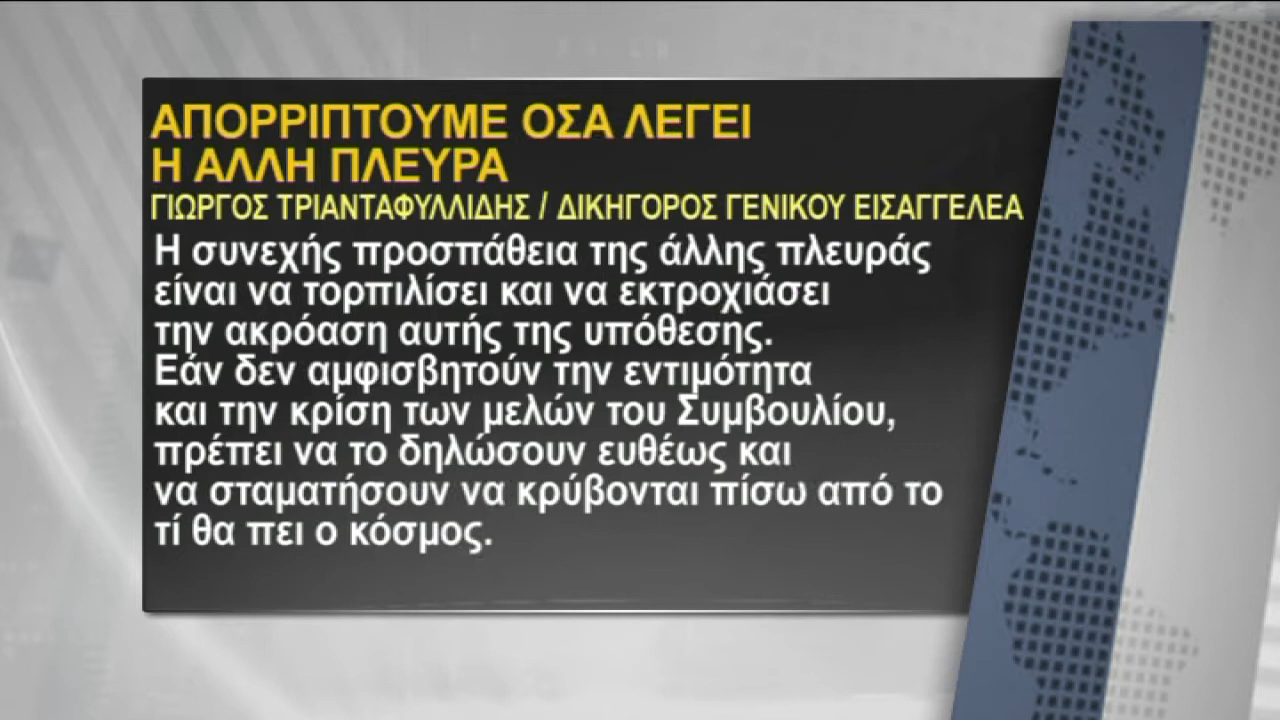 ΑΠΟΡΡΙΠΤΟΥΜΕ ΟΣΑ ΛΕΓΕΙ
Η ΑΛΛΗ ΠΛΕΥΡΑ
ΓΙΩΡΓΟΣ ΤΡΙΑΝΤΑΦΥΛΛΙΔΗΣ / ΔΙΚΗΓΟΡΟΣ ΓΕΝΙΚΟΥ ΕΙΣΑΓΓΕΛΕΑ
Η συνεχής προσπάθεια της άλλης πλευράς
είναι να τορπιλίσει και να εκτροχιάσει
την ακρόαση αυτής της υπόθεσης.
Εάν δεν αμφισβητούν την εντιμότητα
και την κρίση των μελών του Συμβουλίου,
πρέπει να το δηλώσουν ευθέως και
να σταματήσουν να κρύβονται πίσω από το
τί θα πει ο κόσμος.